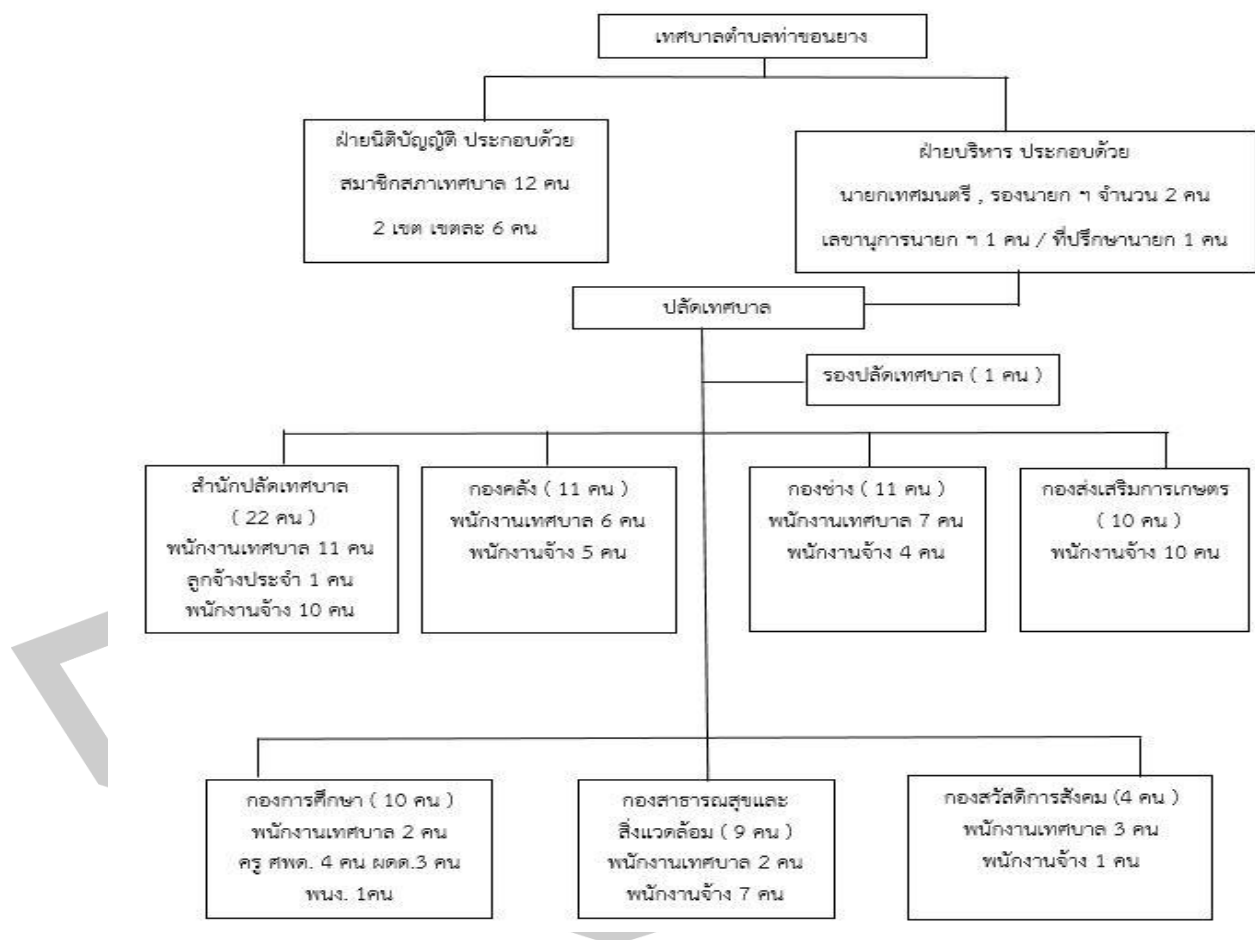 เทศบาลตำบลท่าขอนยาง
ฝ่ายนิติบัญญัติ ประกอบด้วย
สมาชิกสภาเทศบาล 12 คน
2 เขต เขตละ 6 คน
ฝ่ายบริหาร ประกอบด้วย
นายกเทศมนตรี , รองนายก ฯ จำนวน 2 คน
เลขานุการนายก ฯ 1 คน / ที่ปรึกษานายก 1 คน
ปลัดเทศบาล
รองปลัดเทศบาล ( 1 คน )
สำนักปลัดเทศบาล
( 22 คน )
พนักงานเทศบาล 11 คน
ลูกจ้างประจำ 1 คน
พนักงานจ้าง 10 คน
กองคลัง ( 11 คน )
พนักงานเทศบาล 6 คน
พนักงานจ้าง 5 คน
กองช่าง ( 11 คน )
พนักงานเทศบาล 7 คน
พนักงานจ้าง 4 คน
กองส่งเสริมการเกษตร
( 10 คน )
พนักงานจ้าง 10 คน
กองการศึกษา ( 10 คน )
พนักงานเทศบาล 2 คน
ครู ศพด. 4 คน ผดด.3 คน
พนง. 1คน
กองสาธารณสุขและ
สิ่งแวดล้อม ( 9 คน )
พนักงานเทศบาล 2 คน
พนักงานจ้าง 7 คน
กองสวัสดิการสังคม (4 คน )
พนักงานเทศบาล 3 คน
พนักงานจ้าง 1 คน